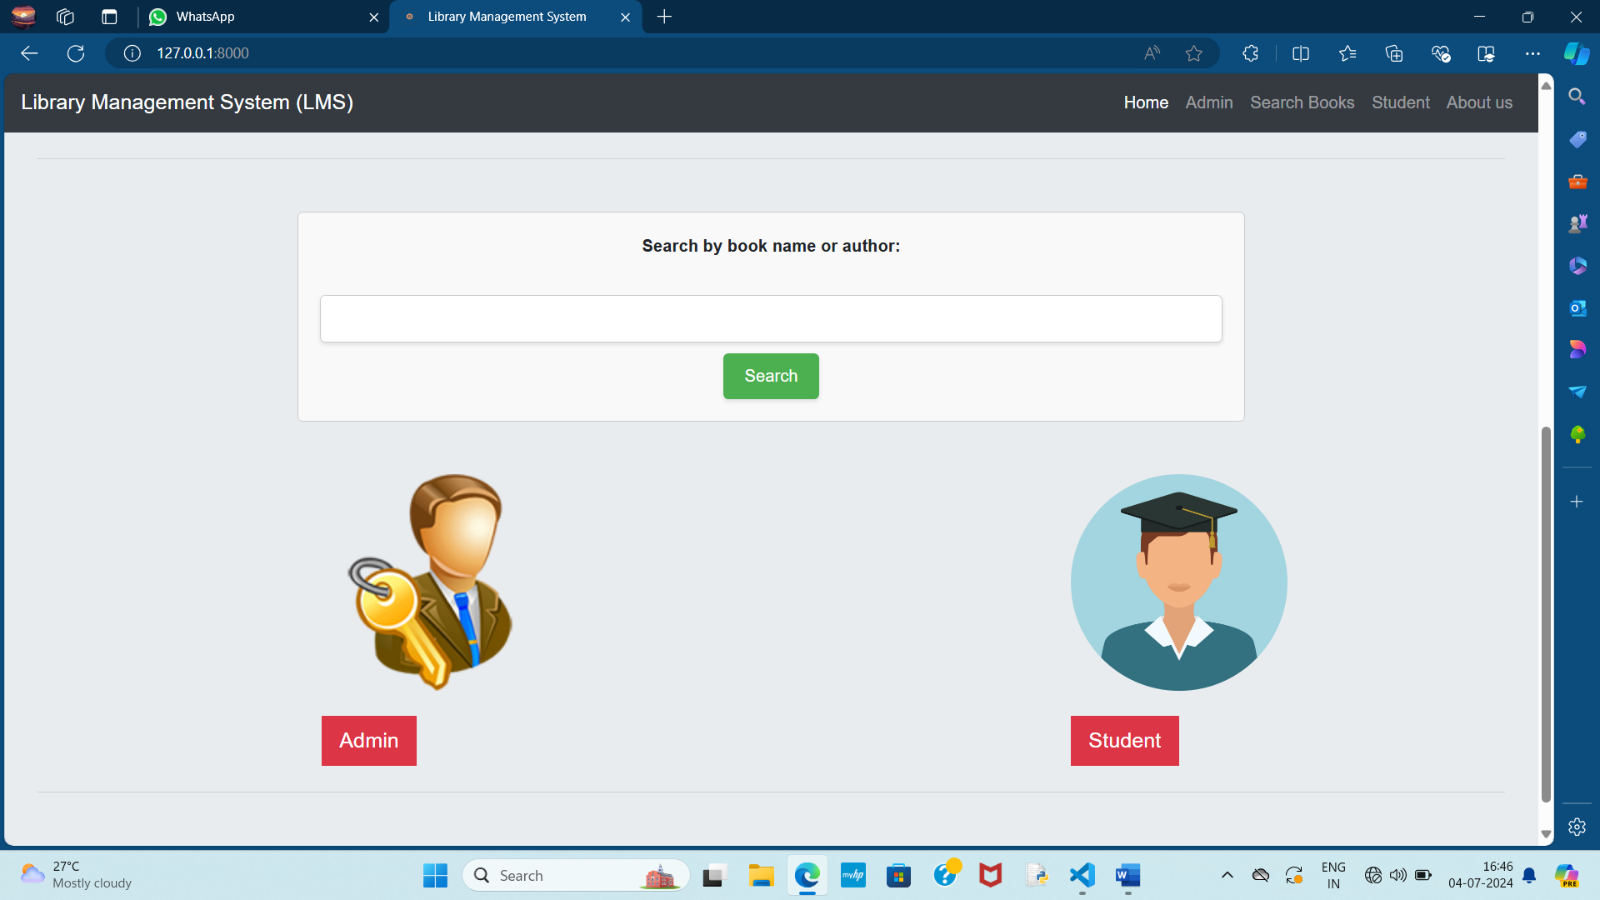 WhatsApp
Library Management System
127.0.0.1:8000
Library Management System (LMS)
Home Admin Search Books Student About us
Search by book name or author:
Search
Admin
Student
27°C
Mostly cloudy
Search
myhp
W
ENG
IN
16:46
04-07-2024
PRE